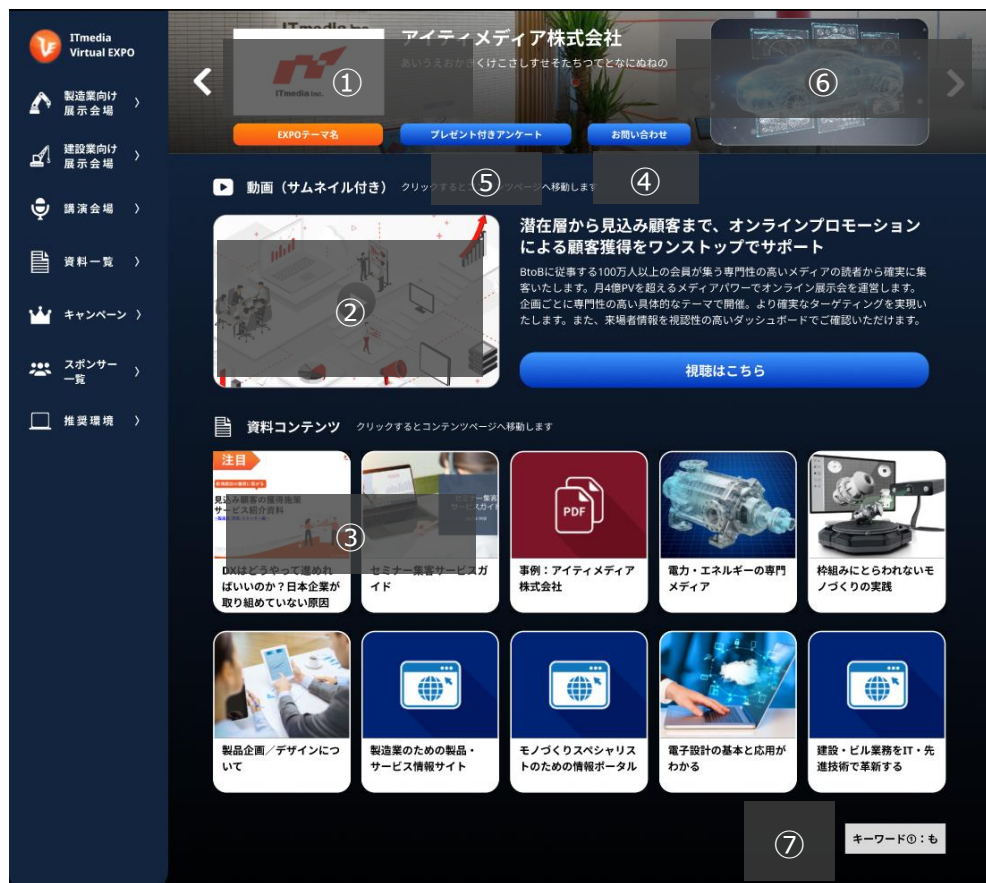 ITmedia
Virtual EXPO
製造業向け
展示会場
建設業向け
展示会場
講演会場
資料一覧
キャンペーン
スポンサー
一覧
推奨環境
ITmedia Inc.
①
アイティメディア株式会社
あいうえおかきくけこさしすせそたちつてとなにぬねの
⑥
EXPOテーマ名
プレゼント付きアンケート
お問い合わせ
⑤
④
動画（サムネイル付き）
クリックするとコンテンツページへ移動します
②
潜在層から見込み顧客まで、オンラインプロモーション
による顧客獲得をワンストップでサポート
BtoBに従事する100万人以上の会員が集う専門性の高いメディアの読者から確実に集
客いたします。月4億PVを超えるメディアパワーでオンライン展示会を運営します。
企画ごとに専門性の高い具体的なテーマで開催。より確実なターゲティングを実現い
たします。また、来場者情報を視認性の高いダッシュボードでご確認いただけます。
視聴はこちら
資料コンテンツ
クリックするとコンテンツページへ移動します
注目
見込み顧客の獲得施策
サービス紹介資料
③
DXはどうやって進めれ
ばいいのか？日本企業が
取り組めていない原因
セミナー集客
サービスガイド
セミナー集客サービスガ
イド
PDF
事例：アイティメディア
株式会社
電力・エネルギーの専門
メディア
枠組みにとらわれないモ
ノづくりの実践
製品企画／デザインにつ
いて
製造業のための製品・
サービス情報サイト
モノづくりスペシャリス
トのための情報ポータル
電子設計の基本と応用が
わかる
建設・ビル業務をIT・先
進技術で革新する
⑦
キーワード①：も